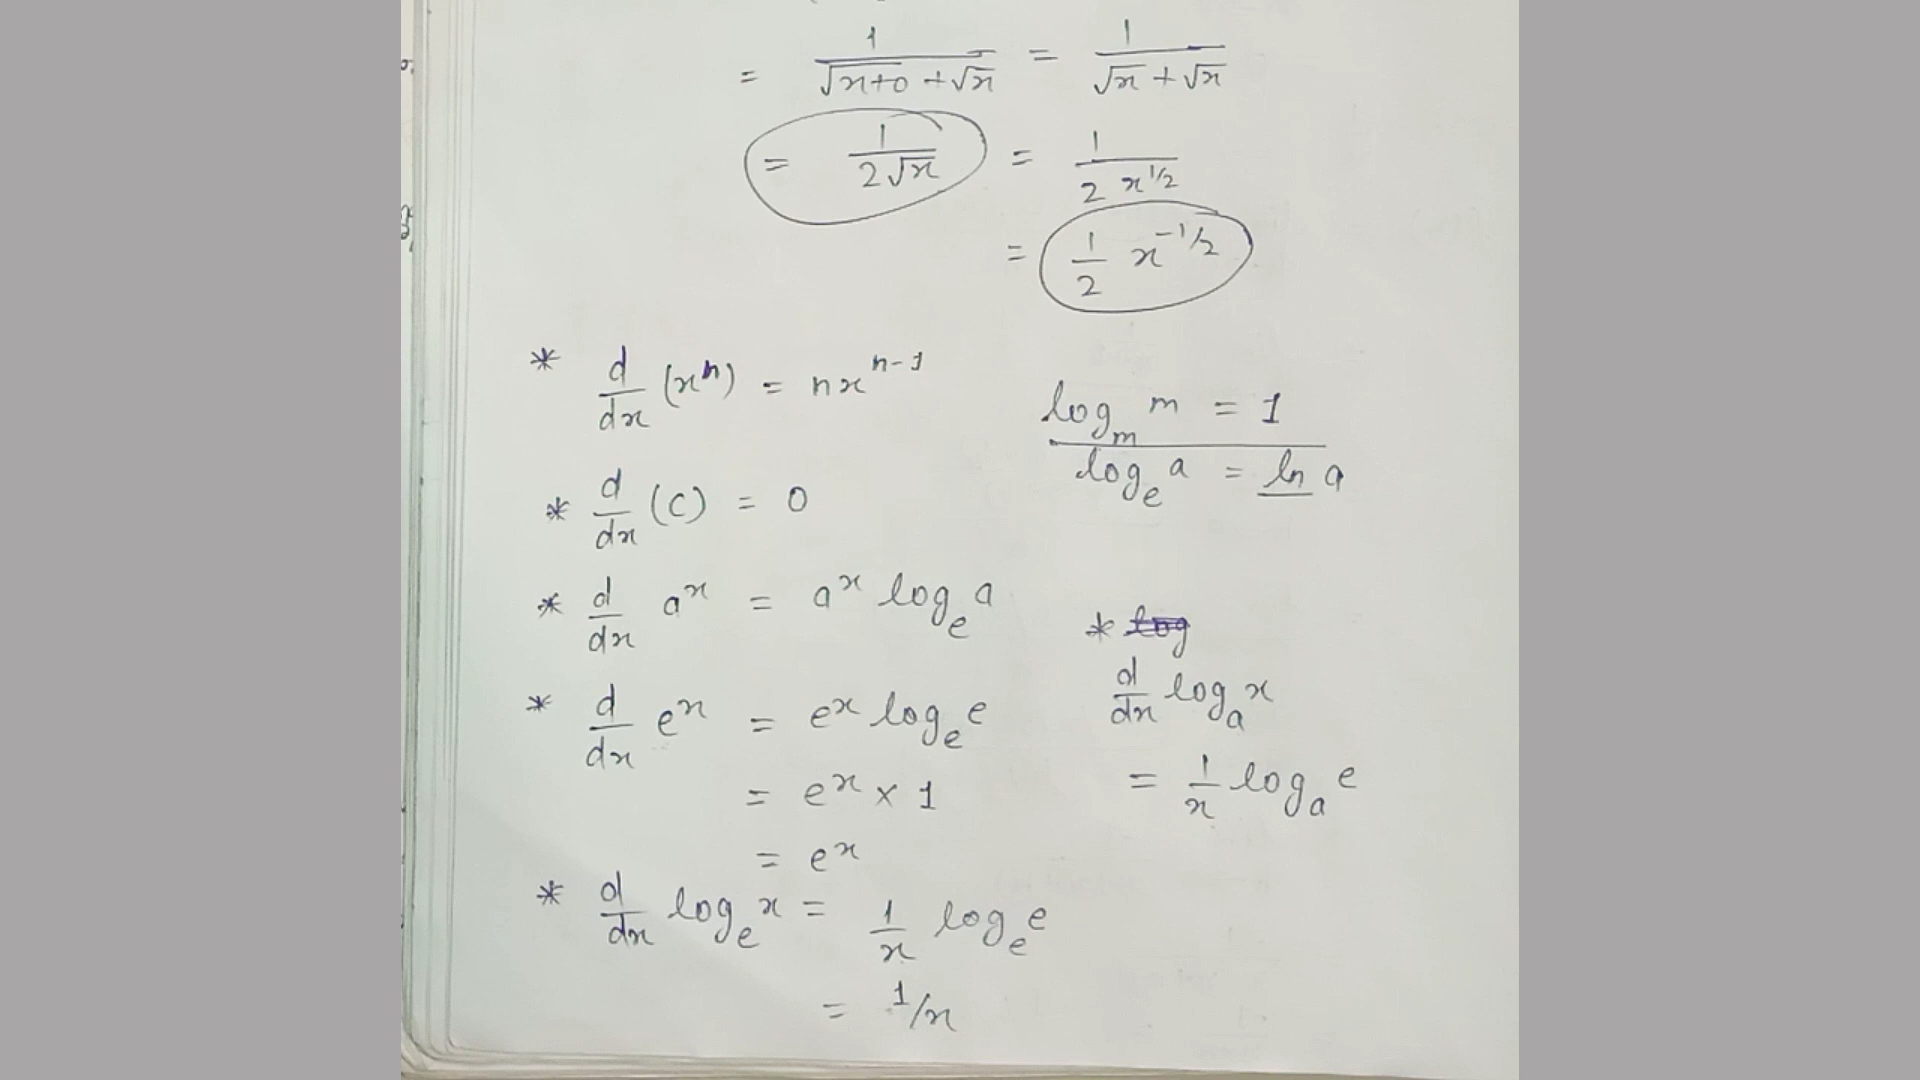 = 1/(√x+0 + √x) = 1/(√x + √x)
= 1/(2√x) = 1/(2 x^1/2)
= 1/2 x^-1/2
* d/dx (x^n) = nx^n-1
log_m m = 1
log_e a = ln a
* d/dx (c) = 0
* d/dx a^x = a^x log_e a
* d/dx e^x = e^x log_e e
= e^x × 1
= e^x
* d/dx log_e x = 1/x log_e e
= 1/x
*
d/dx log_a x
= 1/x log_a e